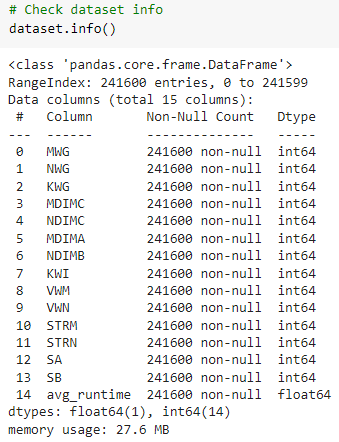 # Check dataset info
dataset.info()
<class 'pandas.core.frame.DataFrame'>
RangeIndex: 241600 entries, 0 to 241599
Data columns (total 15 columns):
 #   Column       Non-Null Count   Dtype
---  ------       --------------   -----
 0   MWG          241600 non-null  int64
 1   NWG          241600 non-null  int64
 2   KWG          241600 non-null  int64
 3   MDIMC        241600 non-null  int64
 4   NDIMC        241600 non-null  int64
 5   MDIMA        241600 non-null  int64
 6   NDIMB        241600 non-null  int64
 7   KWI          241600 non-null  int64
 8   VWM          241600 non-null  int64
 9   VWN          241600 non-null  int64
 10  STRM         241600 non-null  int64
 11  STRN         241600 non-null  int64
 12  SA           241600 non-null  int64
 13  SB           241600 non-null  int64
 14  avg_runtime  241600 non-null  float64
dtypes: float64(1), int64(14)
memory usage: 27.6 MB